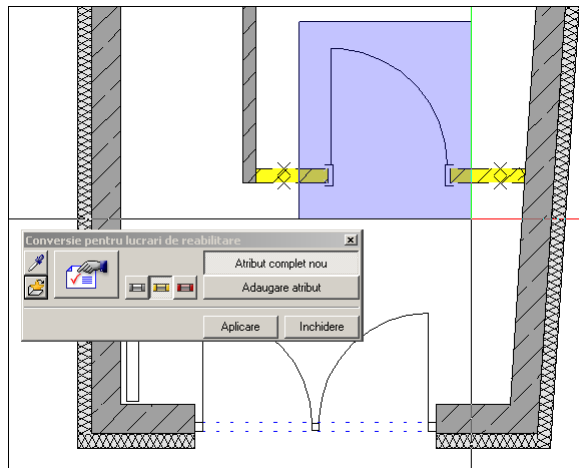 Conversie pentru lucrari de reabilitare
Atribut complet nou
Adaugare atribut
Aplicare
Inchidere